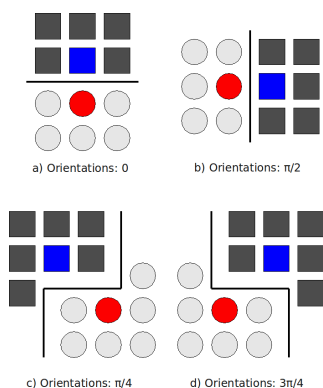 a) Orientations: 0
b) Orientations: π/2
c) Orientations: π/4
d) Orientations: 3π/4